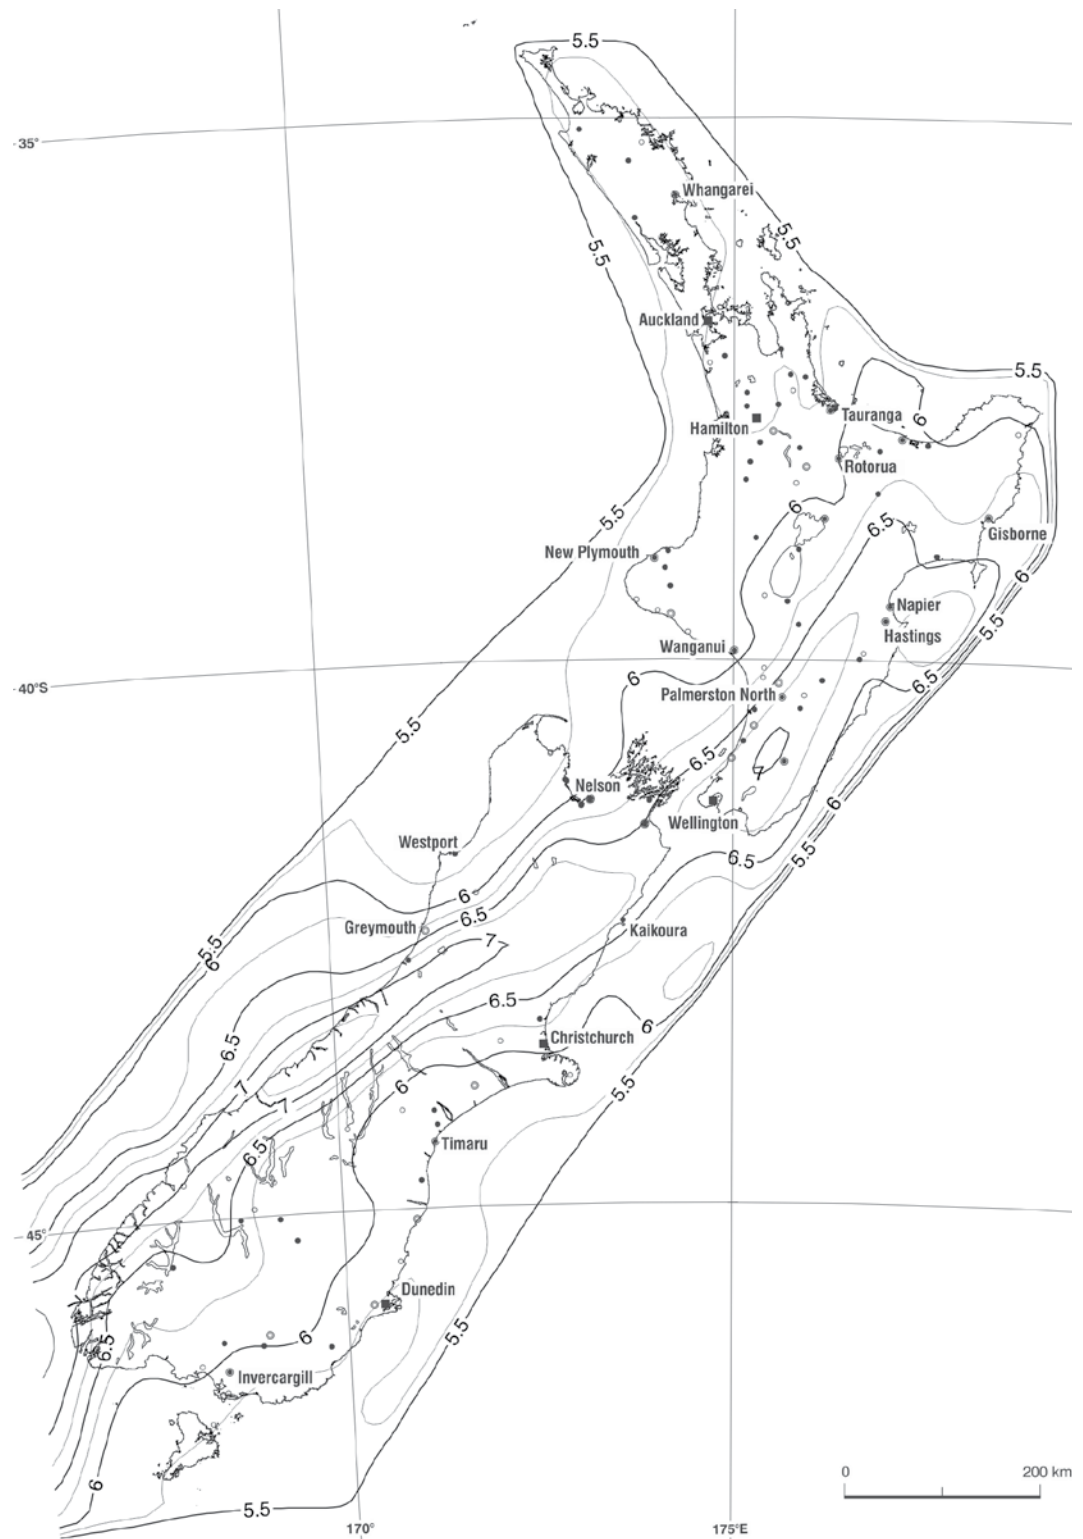 5.5
-35°
Whangarei
5.5
5.5
Auckland
5.5
Tauranga
6
Hamilton
Rotorua
6
5.5
6.5
Gisborne
New Plymouth
6
Napier
5.5
Hastings
Wanganui
6
6.5
-40°S
Palmerston North
5.5
6.5
7
Nelson
6
Wellington
Westport
5.5
6.5
6
6.5
Greymouth
Kaikoura
7
5.5
6
7
6.5
6
Christchurch
6.5
7
6
5.5
7
Timaru
6.5
45°
Dunedin
5.5
6
6.5
Invercargill
0
200 km
6
5.5
170°
175°E